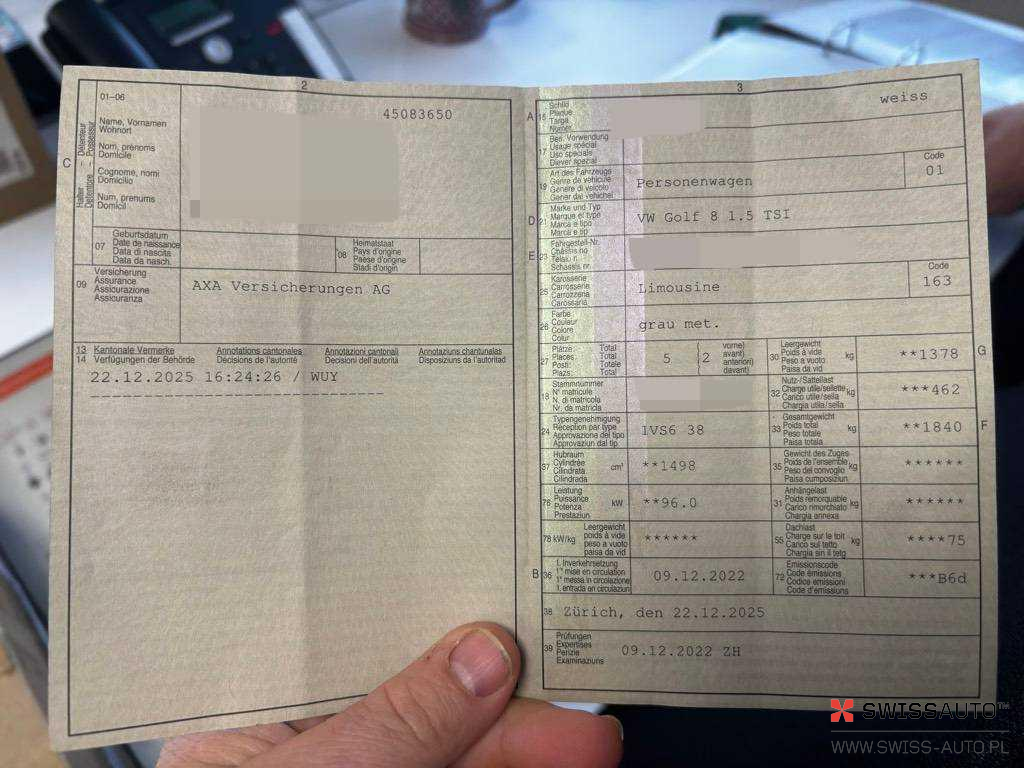 2
01–06
45083650
C
Halter Détenteur
Detentore Possessur
Name, Vornamen
Wohnort
Nom, prénoms
Domicile
Cognome, nomi
Domicilio
Num, prenums
Domicil
07
Geburtsdatum
Date de naissance
Data di nascita
Data da nasch.
08
Heimatstaat
Pays d'origine
Paese d'origine
Stadi d'origin
09
Versicherung
Assurance
Assicurazione
Assicuranza
AXA Versicherungen AG
13 Kantonale Vermerke Annotations cantonales Annotazioni cantonali Annotaziuns chantunalas
14 Verfügungen der Behörde Décisions de l'autorité Decisioni dell'autorità Disposiziuns da l'autoritad
22.12.2025 16:24:26 / WUY
3
A
Schild
Plaque
Targa
Numer
weiss
17
Bes. Verwendung
Usage spécial
Uso speciale
Diever spezial
19
Art des Fahrzeugs
Genre de véhicule
Genere di veicolo
Gener dal vehichel
Personenwagen
Code
01
D 21
Marke und Typ
Marque et type
Marca e tipo
Marca e tip
VW Golf 8 1.5 TSI
E 23
Fahrgestell-Nr.
Châssis no
Telaio n.
Schassis nr.
25
Karosserie
Carrosserie
Carrozzeria
Carossaria
Limousine
Code
163
26
Farbe
Couleur
Colore
Colur
grau met.
27
Plätze: Total
Places: Total
Posti: Totale
Plazs: Total
5 (2
vorne)
avant)
anteriori)
davant)
30
Leergewicht
Poids à vide
Peso a vuoto
Paisa da vid
kg
**1378
G
18
Stammnummer
N° matricule
N. di matricola
Nr. da matricla
32
Nutz-/Sattellast
Charge utile/sellette
Carico utile/sella
Chargia utila/sella
kg
***462
24
Typengenehmigung
Réception par type
Approvazione del tipo
Approvaziun dal tip
1VS6 38
33
Gesamtgewicht
Poids total
Peso totale
Paisa totala
kg
**1840
F
37
Hubraum
Cylindrée
Cilindrata
Cilindrada
cm³
**1498
35
Gewicht des Zuges
Poids de l'ensemble
Peso del convoglio
Paisa cumposiziun
kg
******
76
Leistung
Puissance
Potenza
Prestaziun
kW
**96.0
31
Anhängelast
Poids remorquable
Carico rimorchiato
Chargia annexa
kg
******
78 kW/kg
Leergewicht
poids à vide
peso a vuoto
paisa da vid
******
55
Dachlast
Charge sur le toit
Carico sul tetto
Chargia sin il tetg
kg
****75
B 36
1. Inverkehrsetzung
1re mise en circulation
1a messa in circolazione
1. entrada en circulaziun
09.12.2022
72
Emissionscode
Code émissions
Codice emissioni
Code d'emissiuns
***B6d
38
Zürich, den 22.12.2025
39
Prüfungen
Expertises
Perizie
Examinaziuns
09.12.2022 ZH
SWISSAUTO™
WWW.SWISS-AUTO.PL